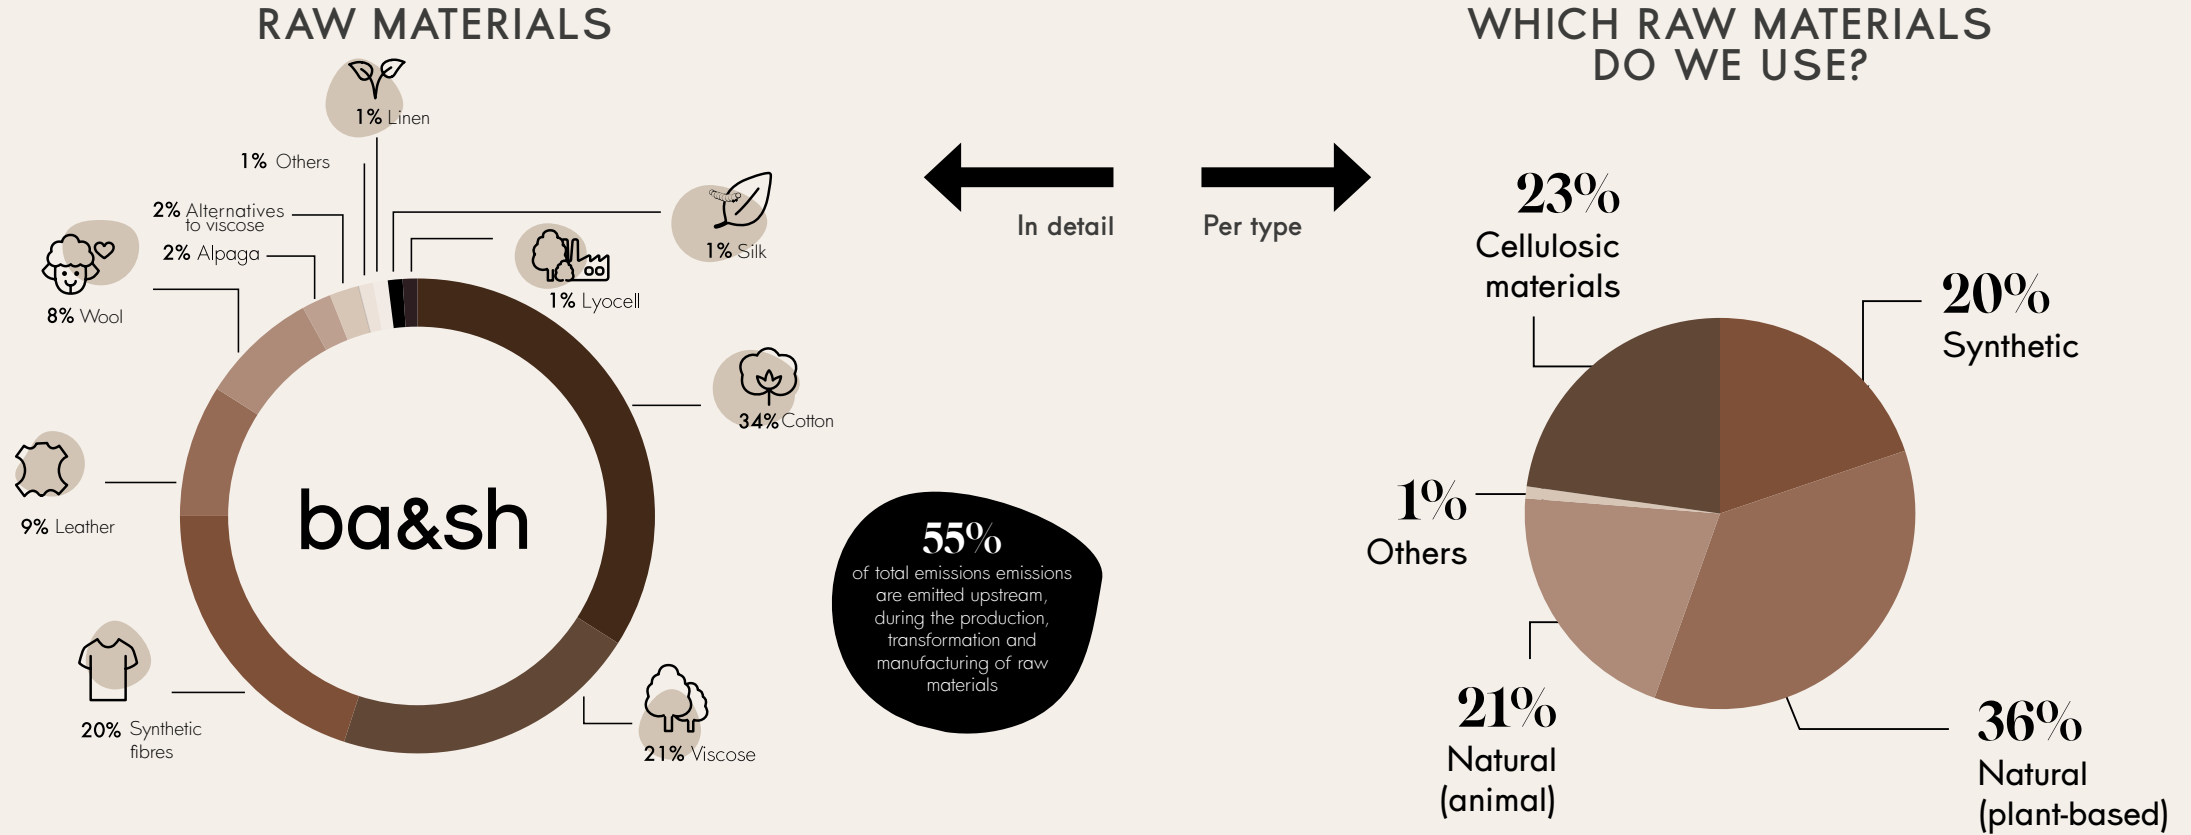 RAW MATERIALS
1% Linen
1% Others
2% Alternatives
to viscose
2% Alpaga
8% Wool
9% Leather
20% Synthetic
fibres
1% Silk
1% Lyocell
34% Cotton
21% Viscose
ba&sh
In detail
Per type
55%
of total emissions emissions
are emitted upstream,
during the production,
transformation and
manufacturing of raw
materials
WHICH RAW MATERIALS
DO WE USE?
23%
Cellulosic
materials
20%
Synthetic
1%
Others
21%
Natural
(animal)
36%
Natural
(plant-based)